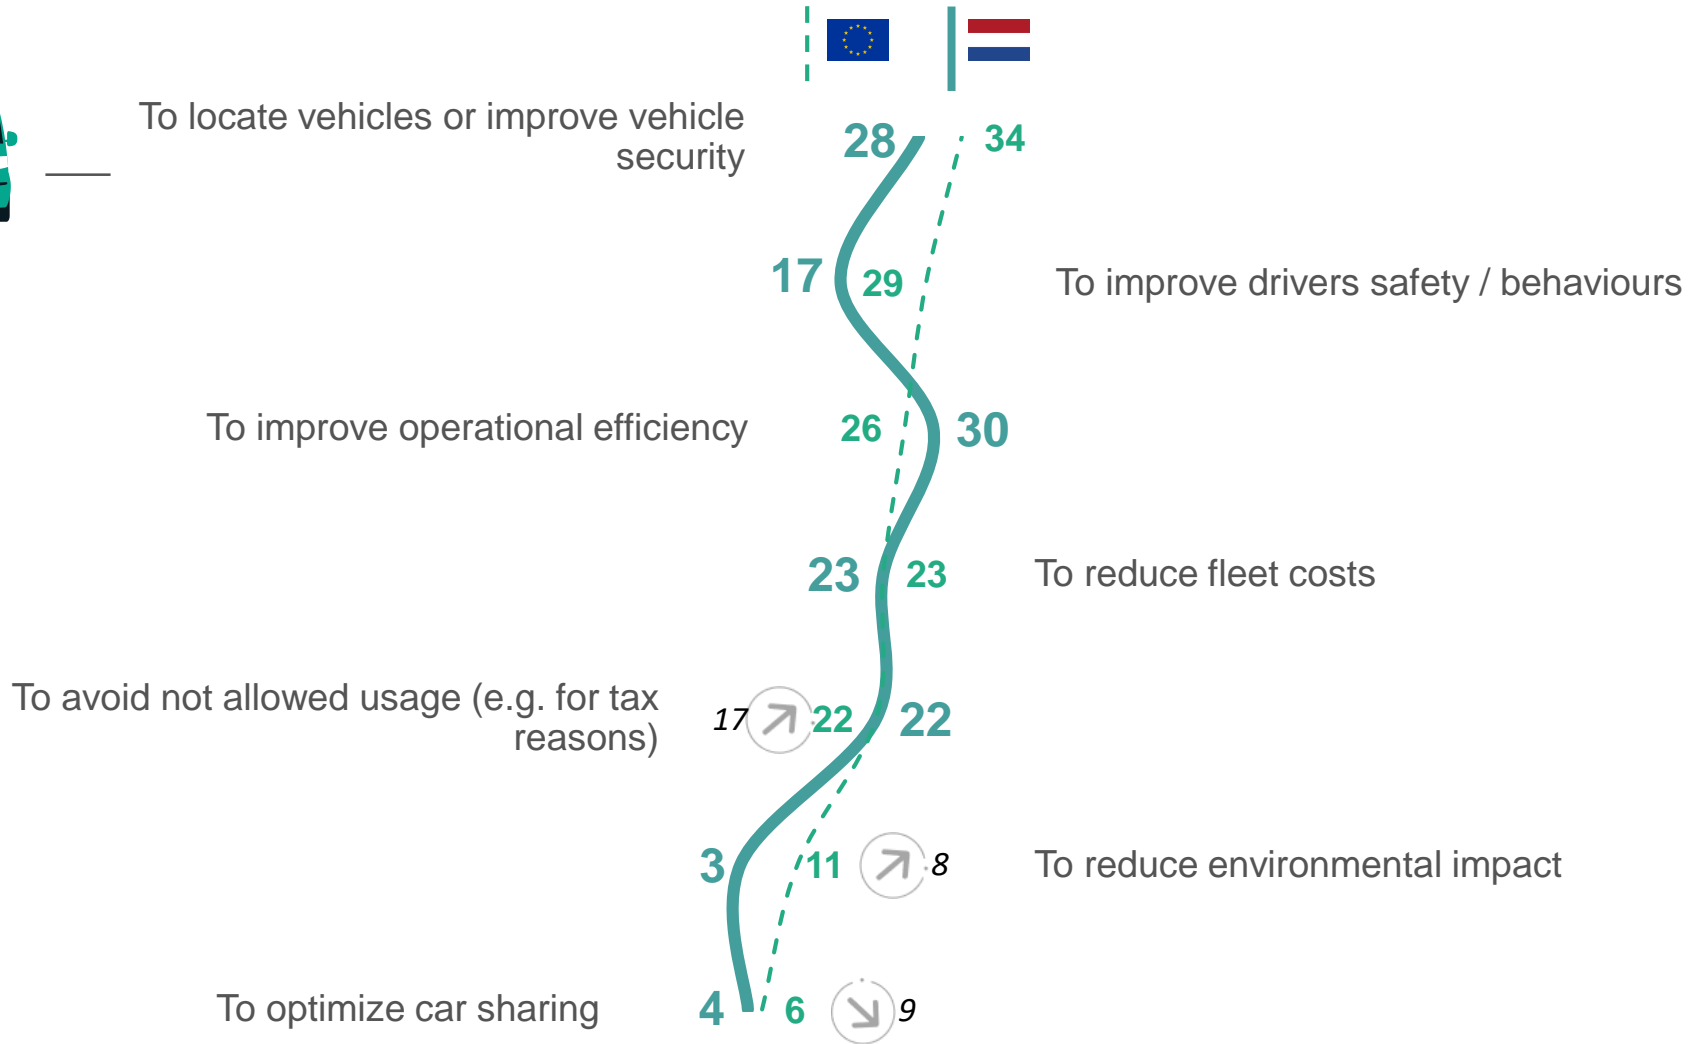 To locate vehicles or improve vehicle
security
28
34
17
29
To improve drivers safety / behaviours
To improve operational efficiency
26
30
23
23
To reduce fleet costs
To avoid not allowed usage (e.g. for tax
reasons)
17
22
22
3
11
8
To reduce environmental impact
To optimize car sharing
4
6
9